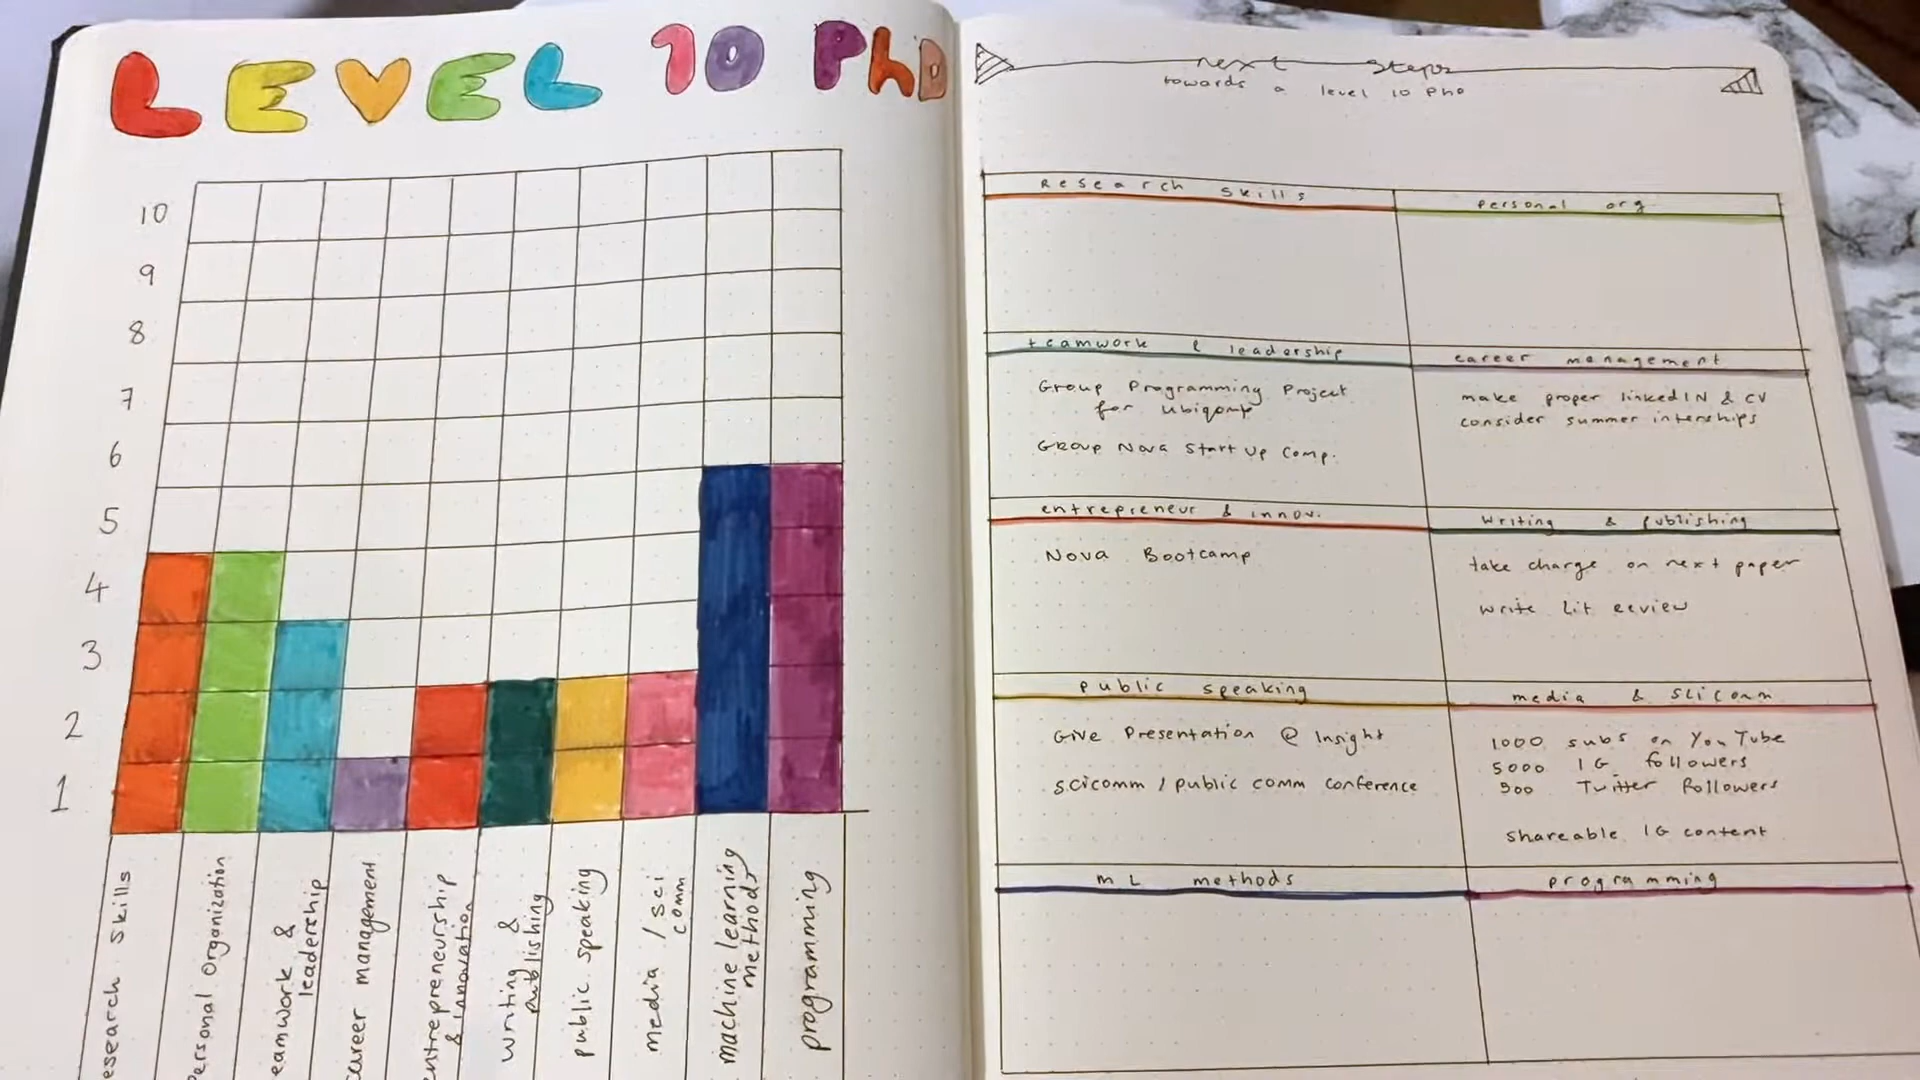 LEVEL 10 PhD
10
9
8
7
6
5
4
3
2
1
esearch skills
Personal Organization
eamwork &
leadership
career management
entrepreneurship
& innovation
writing &
publishing
public speaking
media / sci
comm
machine learning
methods
programming
next steps
towards a level 10 PhD
Research skills
personal org
teamwork & leadership
career management
Group Programming Project
for Ubiqomp
Group Nova Start Up Comp.
make proper linkedIN & CV
consider summer internships
entrepreneur & innov.
writing & publishing
Nova Bootcamp
take charge on next paper
write lit review
public speaking
media & scicomm
Give Presentation @ Insight
scicomm / public comm conference
1000 subs on YouTube
5000 IG followers
500 Twitter followers
shareable IG content
ML methods
programming